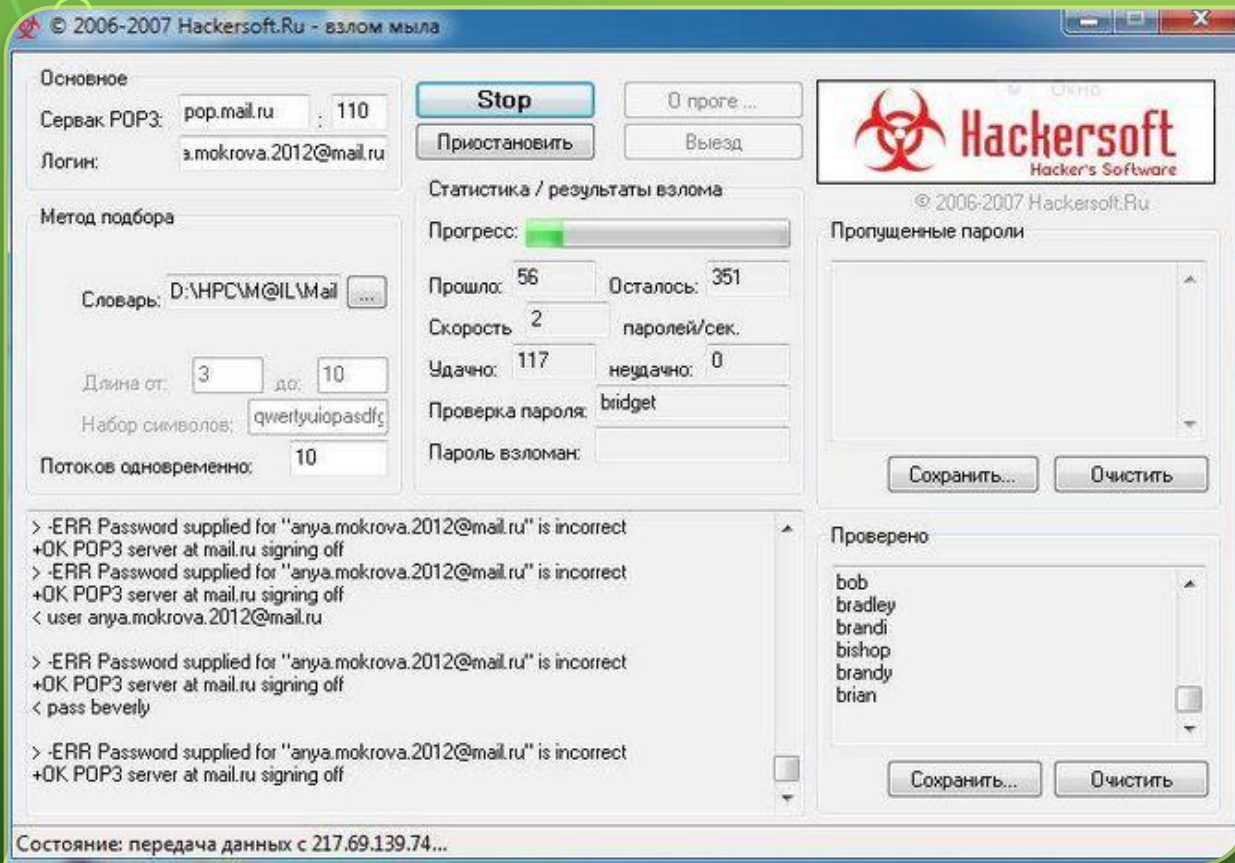 © 2006-2007 Hackersoft.Ru - взлом мыла
Основное
Сервак POP3: pop.mail.ru : 110
Логин: a.mokrova.2012@mail.ru
Метод подбора
Словарь: D:\HPC\M@IL\Mail ...
Длина от: 3 до: 10
Набор символов: qwertyuiopasdfg
Потоков одновременно: 10
Stop
О проге ...
Приостановить
Выезд
Статистика / результаты взлома
Прогресс:
Прошло: 56 Осталось: 351
Скорость 2 паролей/сек.
Удачно: 117 неудачно: 0
Проверка пароля: bridget
Пароль взломан:
Hackersoft
Hacker's Software
© 2006-2007 Hackersoft.Ru
Пропущенные пароли
Сохранить... Очистить
> -ERR Password supplied for "anya.mokrova.2012@mail.ru" is incorrect
+OK POP3 server at mail.ru signing off
> -ERR Password supplied for "anya.mokrova.2012@mail.ru" is incorrect
+OK POP3 server at mail.ru signing off
< user anya.mokrova.2012@mail.ru
> -ERR Password supplied for "anya.mokrova.2012@mail.ru" is incorrect
+OK POP3 server at mail.ru signing off
< pass beverly
> -ERR Password supplied for "anya.mokrova.2012@mail.ru" is incorrect
+OK POP3 server at mail.ru signing off
Проверено
bob
bradley
brandi
bishop
brandy
brian
Сохранить... Очистить
Состояние: передача данных с 217.69.139.74...